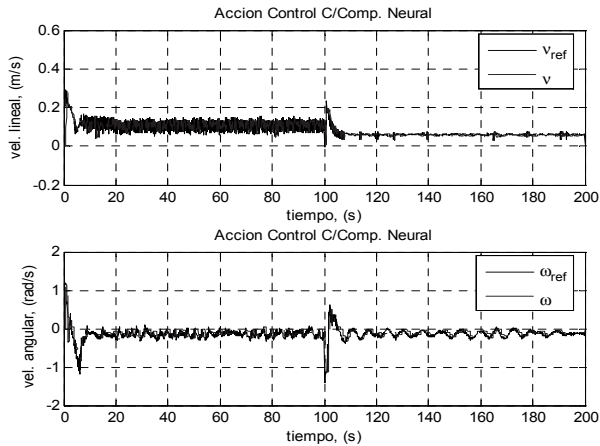 Accion Control C/Comp. Neural
vel. lineal, (m/s)
0.6
0.4
0.2
0
-0.2
ν_ref
ν
0 20 40 60 80 100 120 140 160 180 200
tiempo, (s)
Accion Control C/Comp. Neural
vel. angular, (rad/s)
2
1
0
-1
-2
ω_ref
ω
0 20 40 60 80 100 120 140 160 180 200
tiempo, (s)